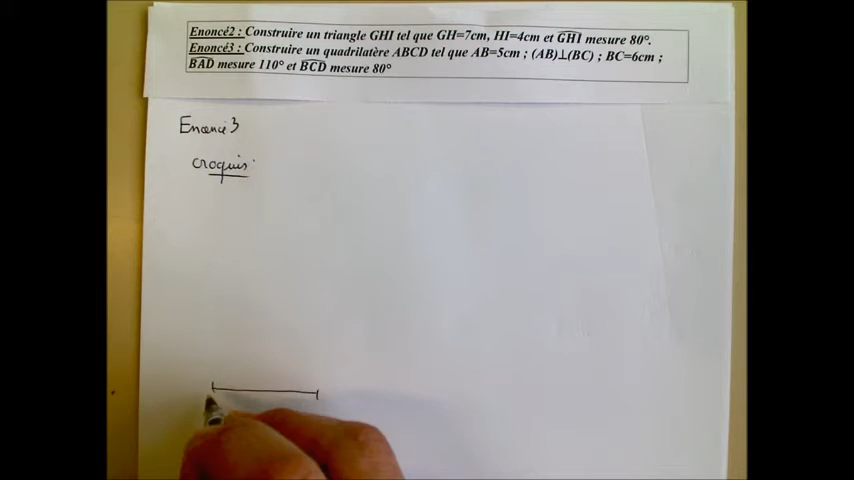 Enoncé2 : Construire un triangle GHI tel que GH=7cm, HI=4cm et GHI mesure 80°.
Enoncé3 : Construire un quadrilatère ABCD tel que AB=5cm ; (AB)⊥(BC) ; BC=6cm ;
BAD mesure 110° et BCD mesure 80°
Enoncé 3
croquis